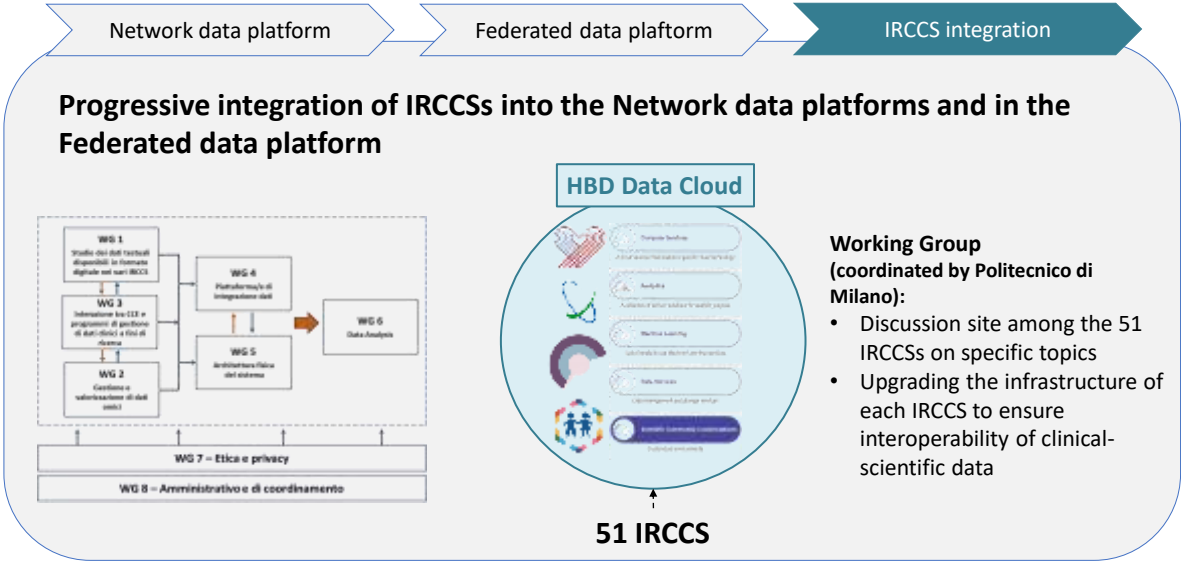 Network data platform
Federated data plaftorm
IRCCS integration
Progressive integration of IRCCSs into the Network data platforms and in the
Federated data platform
HBD Data Cloud
WG 1
Studio dei dati testuali
disponibili in formato
digitale nei vari IRCCS
WG 3
Interazione tra CCE e
programmi di gestione
di dati clinici a fini di
ricerca
WG 2
Gestione e
valorizzazione di dati
omici
WG 4
Piattaforma/e di
integrazione dati
WG 5
Architettura fisica
del sistema
WG 6
Data Analysis
WG 7 – Etica e privacy
WG 8 – Amministrativo e di coordinamento
Analytics
Machine Learning
Data Services
51 IRCCS
Working Group
(coordinated by Politecnico di
Milano):
• Discussion site among the 51
IRCCSs on specific topics
• Upgrading the infrastructure of
each IRCCS to ensure
interoperability of clinical-
scientific data